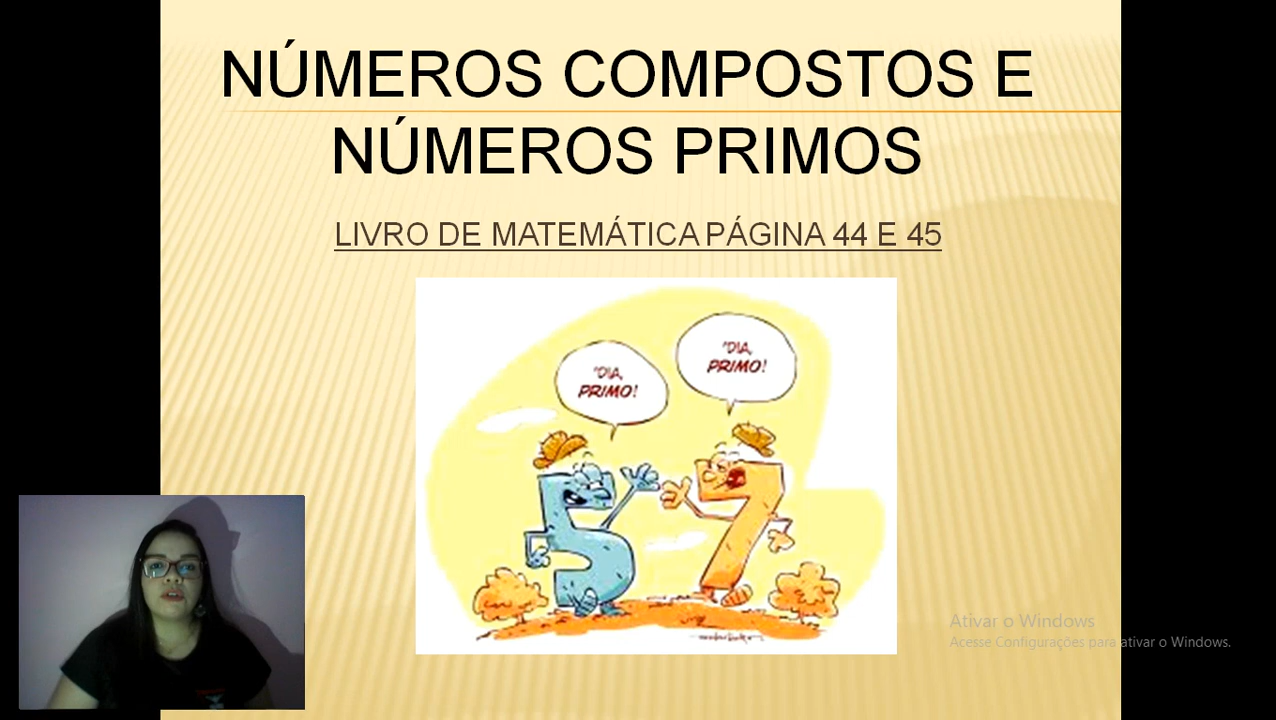 NÚMEROS COMPOSTOS E
NÚMEROS PRIMOS
LIVRO DE MATEMÁTICA PÁGINA 44 E 45
'DIA,
PRIMO!
'DIA,
PRIMO!
Ativar o Windows
Acesse Configurações para ativar o Windows.